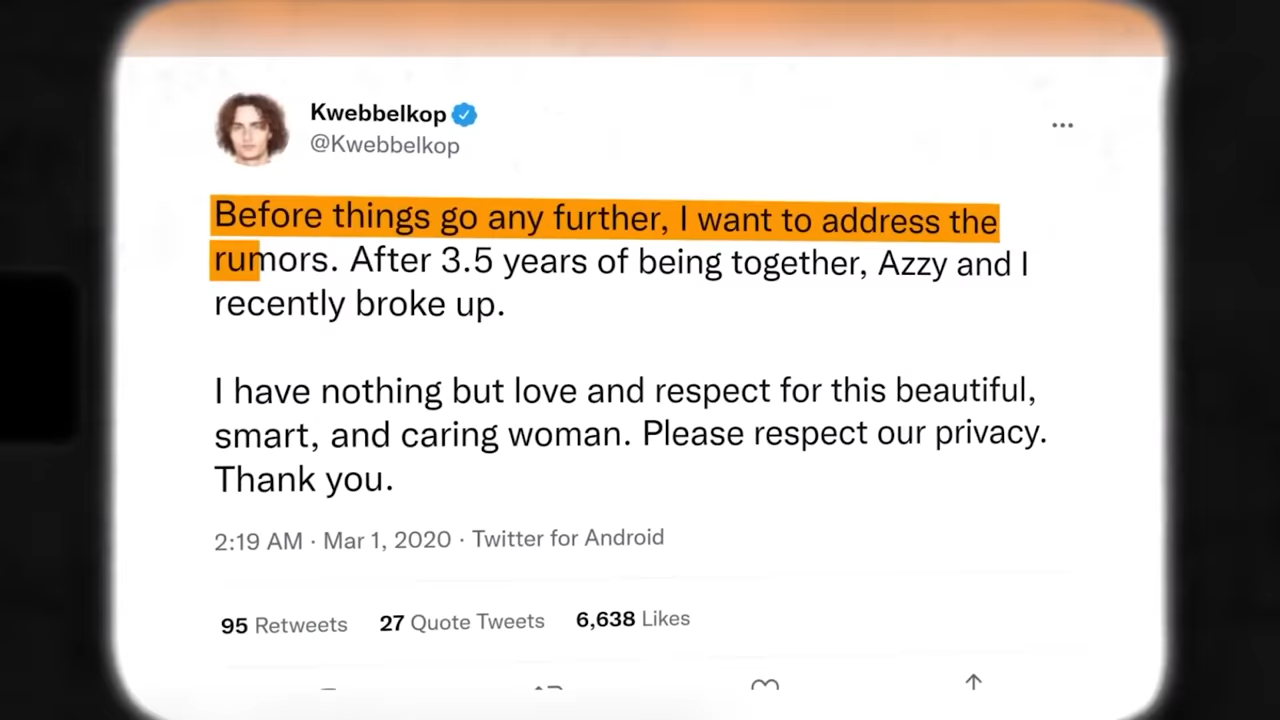 Kwebbelkop
@Kwebbelkop
Before things go any further, I want to address the
rumors. After 3.5 years of being together, Azzy and I
recently broke up.
I have nothing but love and respect for this beautiful,
smart, and caring woman. Please respect our privacy.
Thank you.
2:19 AM · Mar 1, 2020 · Twitter for Android
95 Retweets 27 Quote Tweets 6,638 Likes